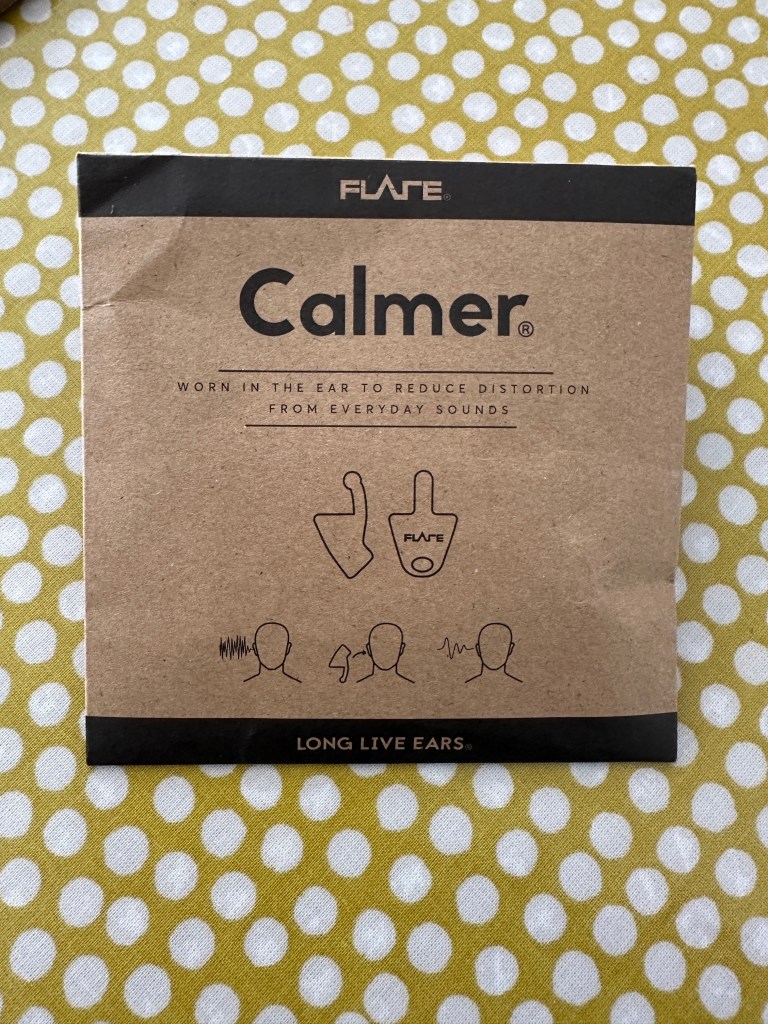 FLARE®
Calmer®
WORN IN THE EAR TO REDUCE DISTORTION
FROM EVERYDAY SOUNDS
FLARE
LONG LIVE EARS®